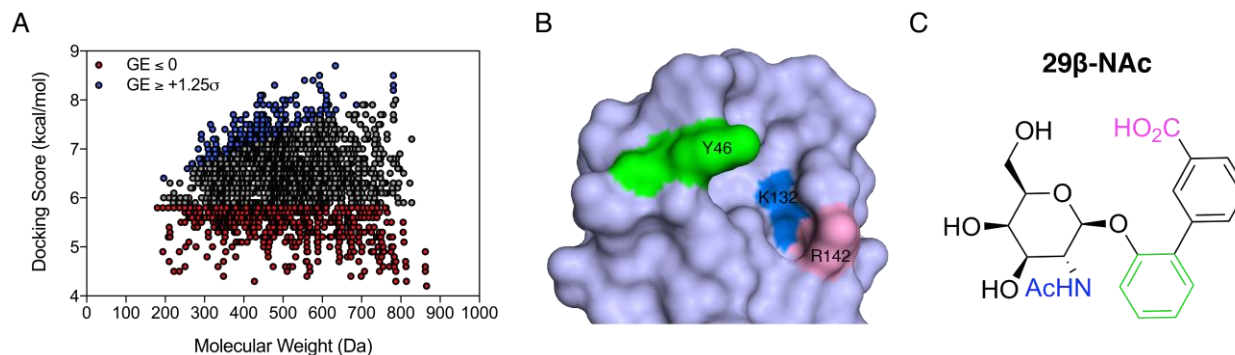 A
GE ≤ 0
GE ≥ +1.25σ
Docking Score (kcal/mol)
9
8
7
6
5
4
0 100 200 300 400 500 600 700 800 900 1000
Molecular Weight (Da)
B
Y46
K132
R142
C
29β-NAc
OH
HO₂C
O
HO
O
HO
AcHN